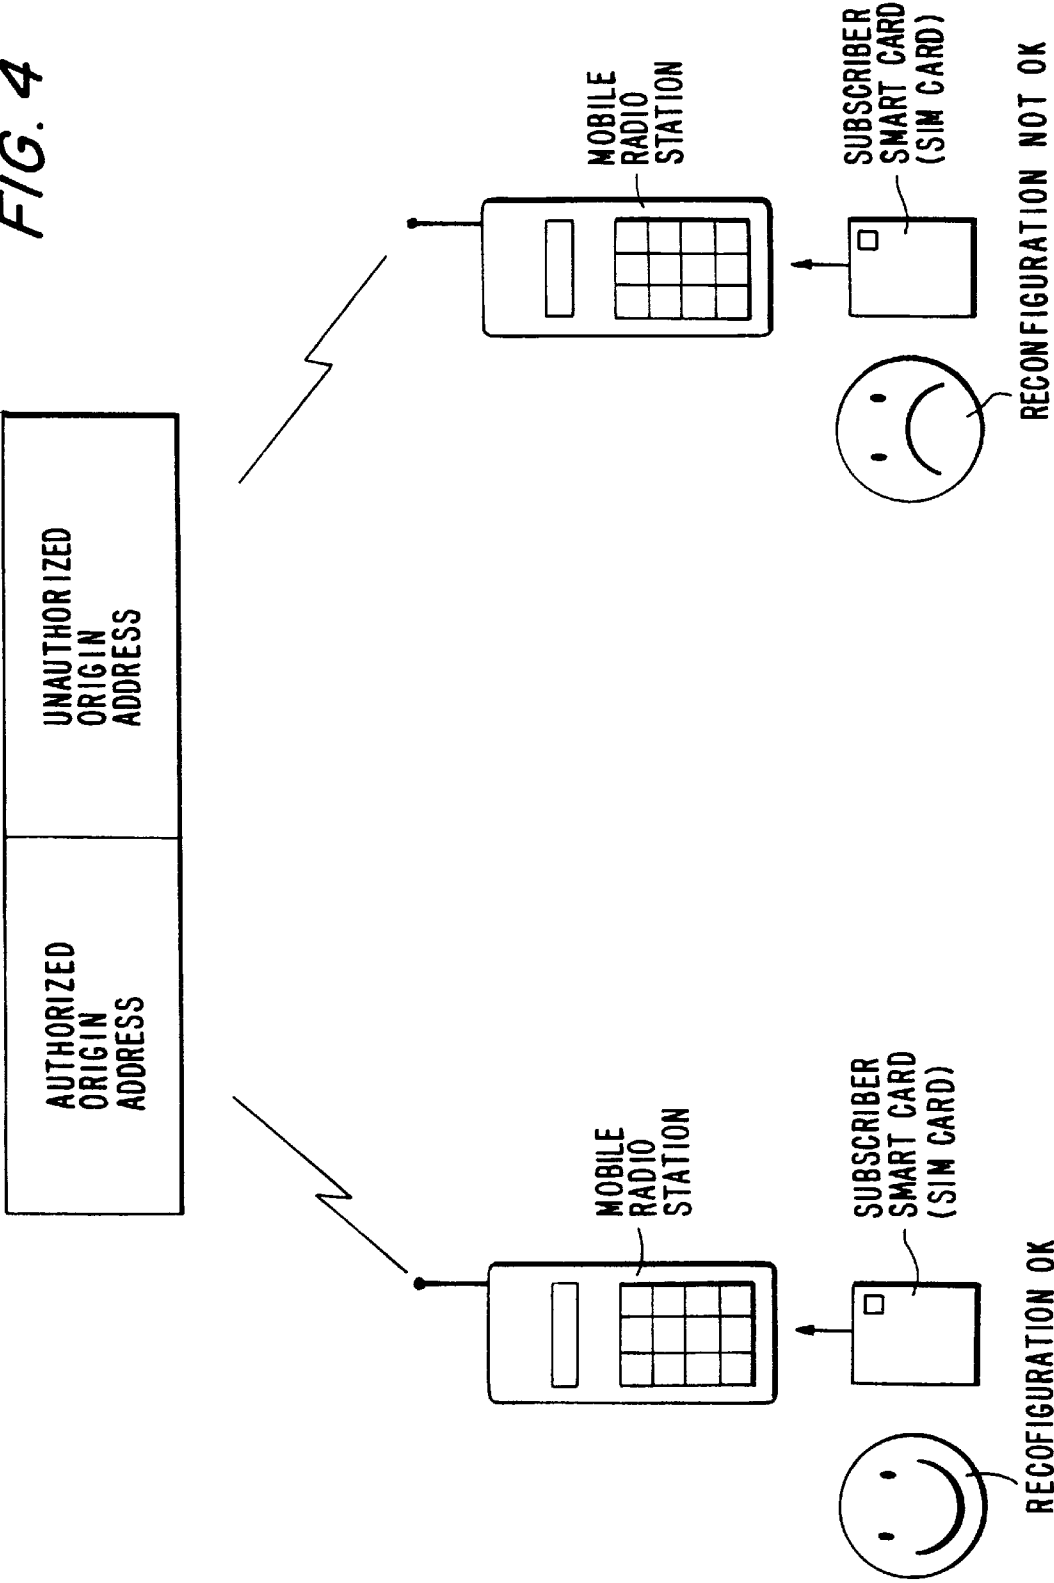 FIG. 4
AUTHORIZED
ORIGIN
ADDRESS
UNAUTHORIZED
ORIGIN
ADDRESS
MOBILE
RADIO
STATION
MOBILE
RADIO
STATION
SUBSCRIBER
SMART CARD
(SIM CARD)
SUBSCRIBER
SMART CARD
(SIM CARD)
RECOFIGURATION OK
RECONFIGURATION NOT OK